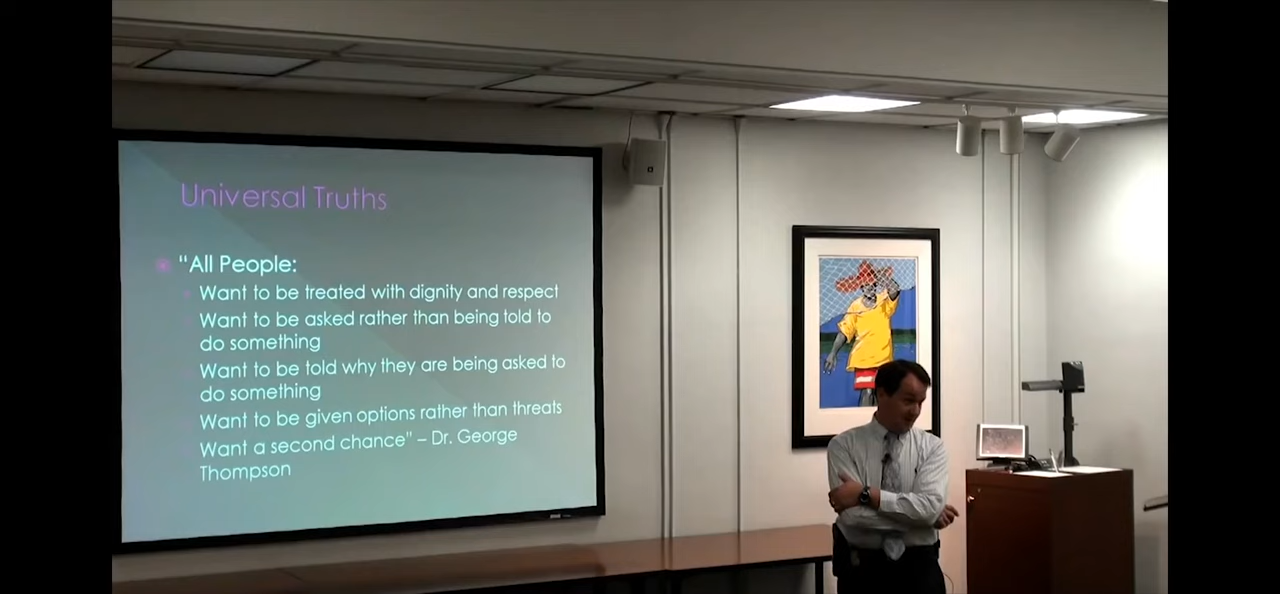 Universal Truths
"All People:
Want to be treated with dignity and respect
Want to be asked rather than being told to
do something
Want to be told why they are being asked to
do something
Want to be given options rather than threats
Want a second chance" – Dr. George
Thompson